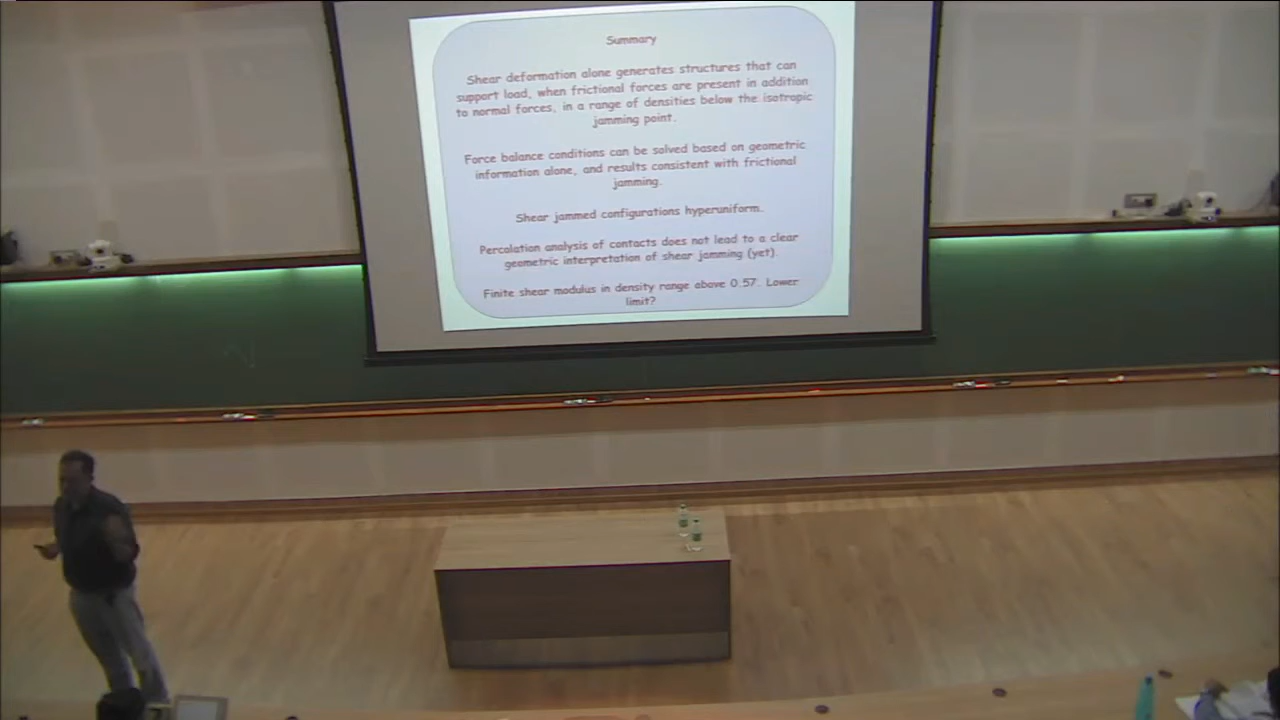 Summary
Shear deformation alone generates structures that can
support load, when frictional forces are present in addition
to normal forces, in a range of densities below the isotropic
jamming point.
Force balance conditions can be solved based on geometric
information alone, and results consistent with frictional
jamming.
Shear jammed configurations hyperuniform.
Percolation analysis of contacts does not lead to a clear
geometric interpretation of shear jamming (yet).
Finite shear modulus in density range above 0.57. Lower
limit?